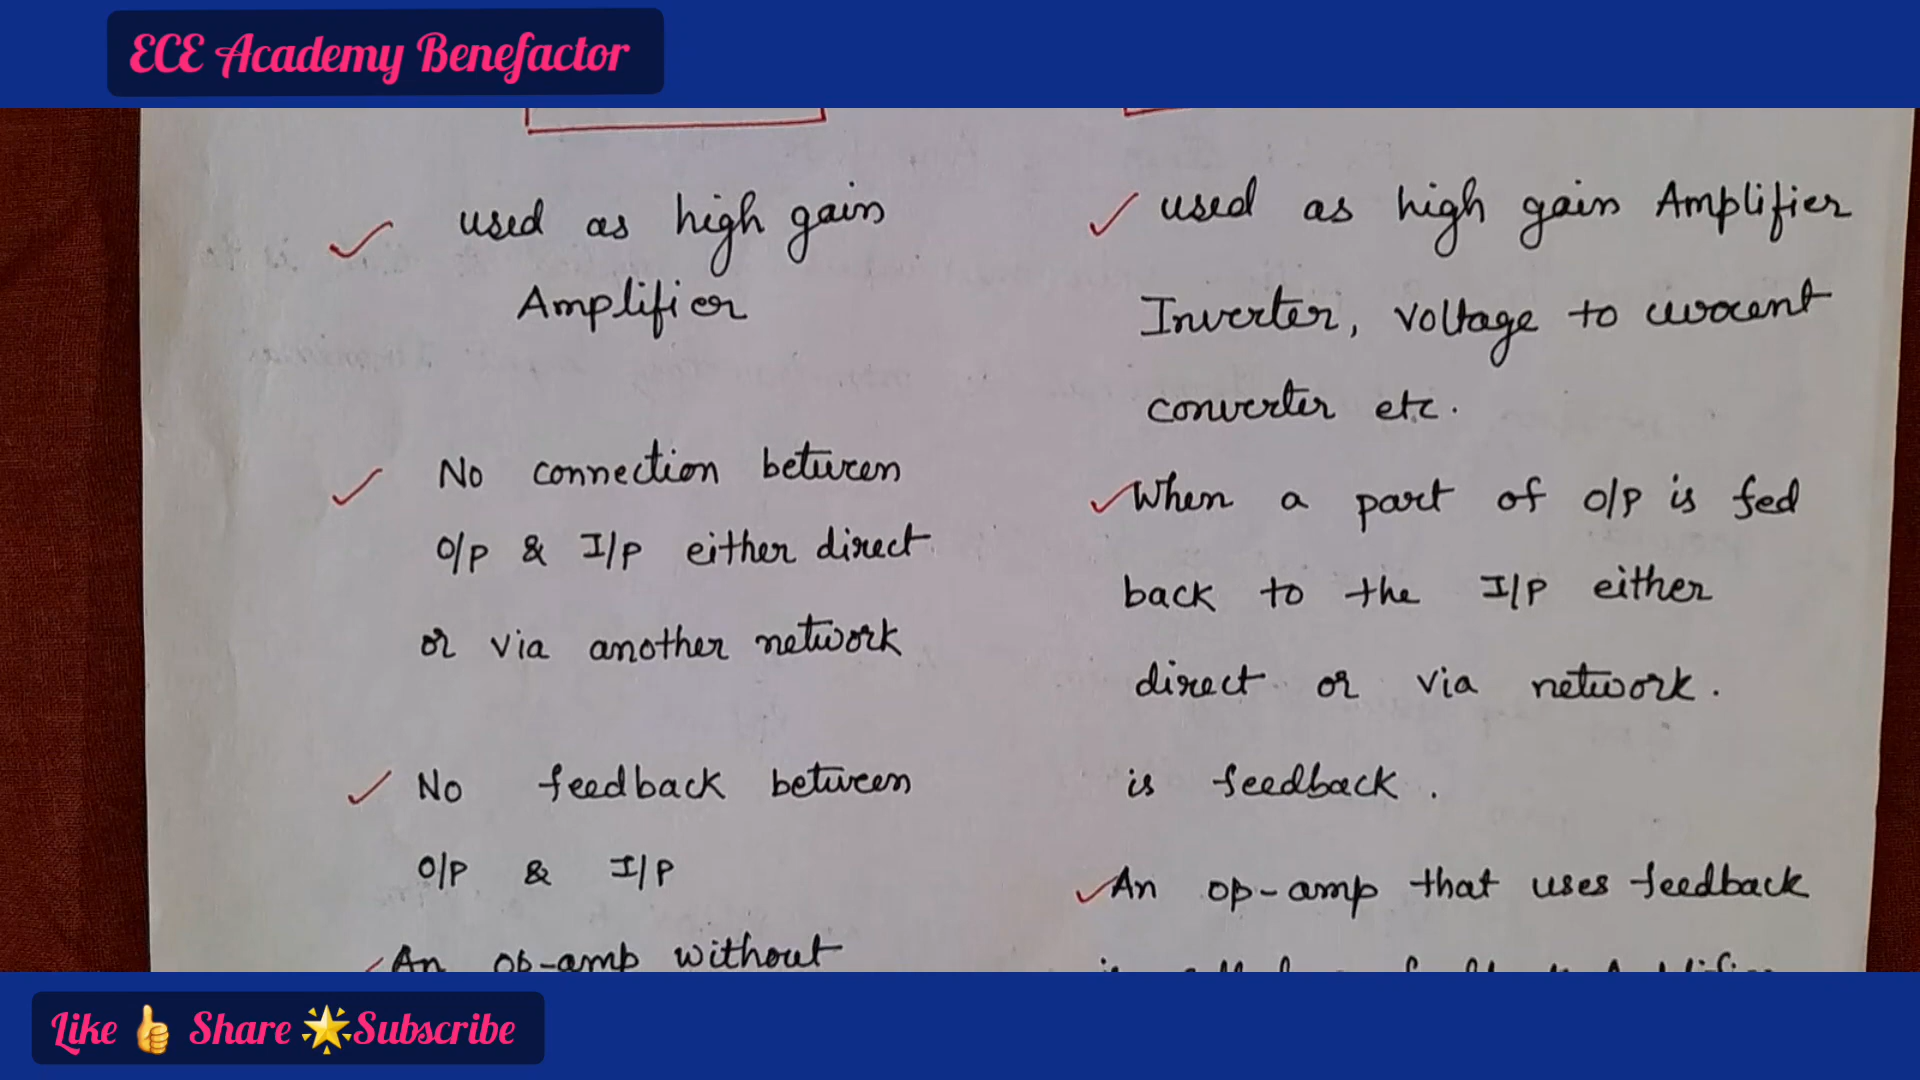 ECE Academy Benefactor
used as high gain
Amplifier
No connection between
O/p & I/p either direct
or via another network
No feedback between
O/P & I/P
An op-amp without
used as high gain Amplifier
Inverter, voltage to current
converter etc.
When a part of O/P is fed
back to the I/P either
direct or via network.
is feedback.
An op-amp that uses feedback
Like 👍 Share 🌟Subscribe